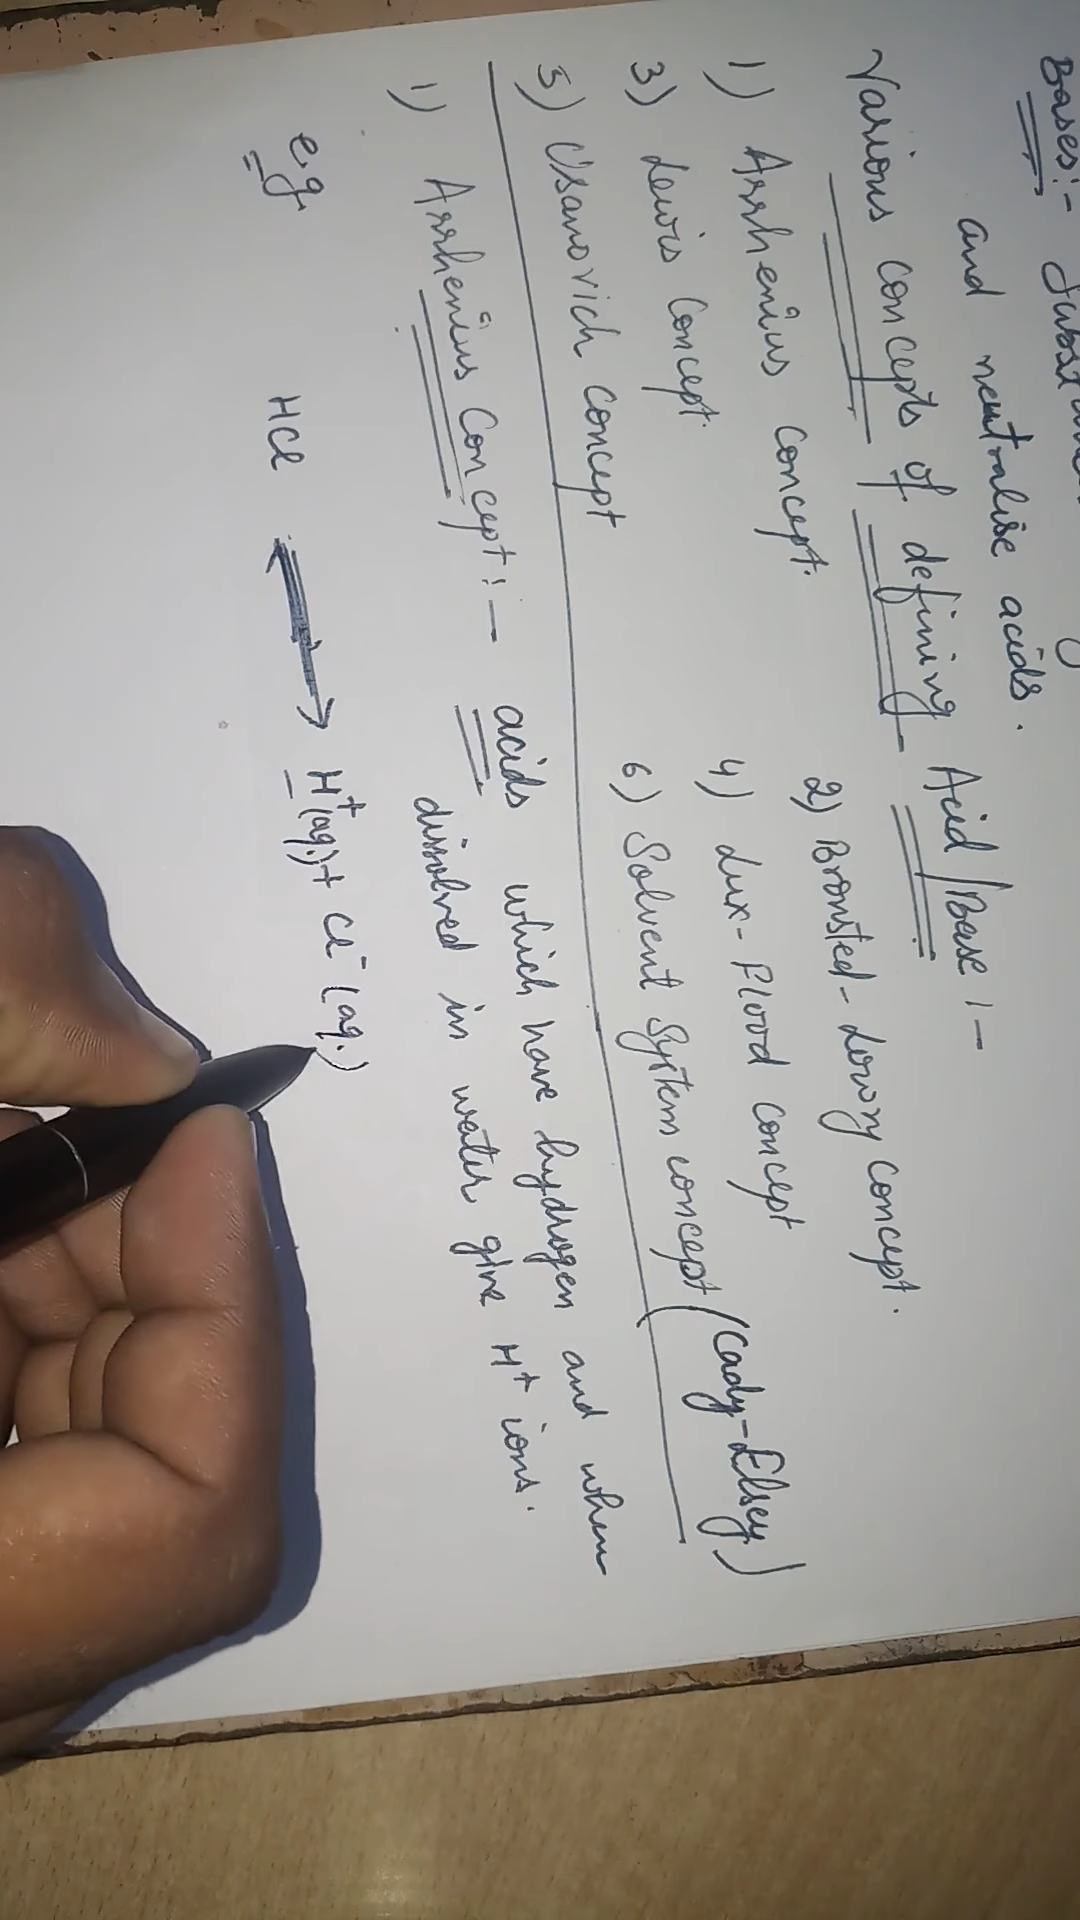 Bases:-
and neutralise acids.
Various concepts of defining Acid/Base:-
1) Arrhenius concept. 2) Bronsted-Lowry concept.
3) Lewis Concept. 4) Lux-Flood concept
5) Usanovich concept 6) Solvent System concept (Cady-Elsey)
1) Arrhenius Concept:- acids which have hydrogen and when
dissolved in water give H⁺ ions.
e.g. HCl ⟷ H⁺(aq.) + Cl⁻(aq.)